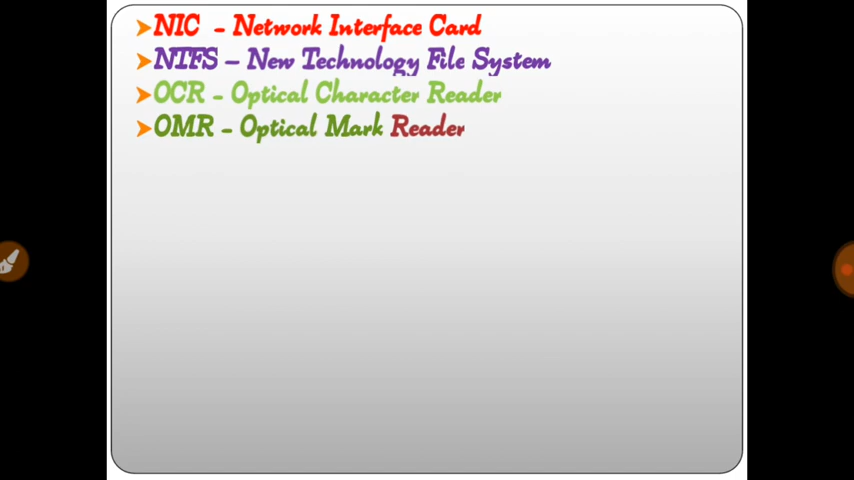 NIC - Network Interface Card
NTFS – New Technology File System
OCR - Optical Character Reader
OMR - Optical Mark Reader